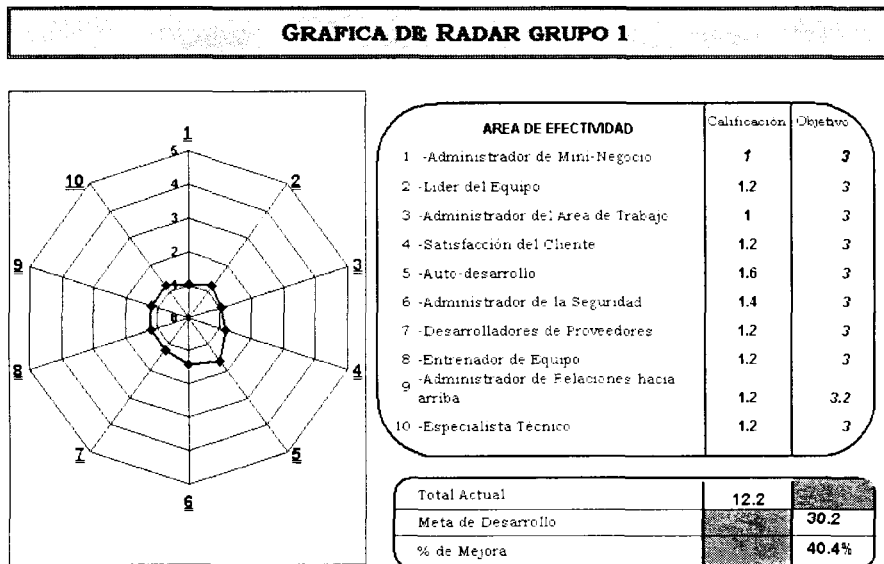 GRAFICA DE RADAR GRUPO 1
1
2
3
4
5
6
7
8
9
10
5
4
3
2
1
0
AREA DE EFECTIVIDAD Calificación Objetivo
1 -Administrador de Mini-Negocio 1 3
2 -Lider del Equipo 1.2 3
3 -Administrador del Area de Trabajo 1 3
4 -Satisfacción del Cliente 1.2 3
5 -Auto-desarrollo 1.6 3
6 -Administrador de la Seguridad 1.4 3
7 -Desarrolladores de Proveedores 1.2 3
8 -Entrenador de Equipo 1.2 3
9 -Administrador de Relaciones hacia
arriba 1.2 3.2
10 -Especialista Técnico 1.2 3
Total Actual 12.2
Meta de Desarrollo 30.2
% de Mejora 40.4%